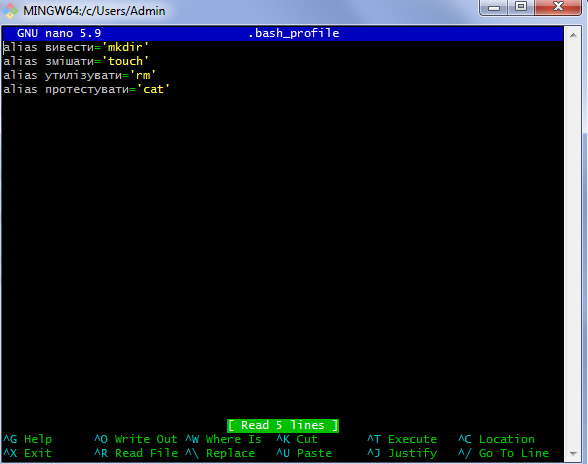 MINGW64:/c/Users/Admin
GNU nano 5.9 .bash_profile
alias вивести='mkdir'
alias змішати='touch'
alias утилізувати='rm'
alias протестувати='cat'
[ Read 5 lines ]
^G Help ^O Write Out ^W Where Is ^K Cut ^T Execute ^C Location
^X Exit ^R Read File ^\ Replace ^U Paste ^J Justify ^/ Go To Line